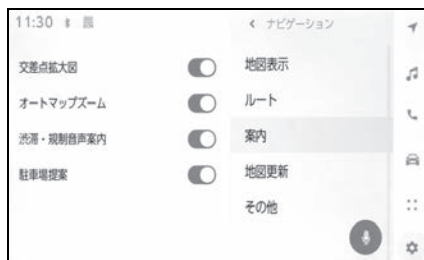 11:30
ナビゲーション
交差点拡大図
オートマップズーム
渋滞・規制音声案内
駐車場提案
地図表示
ルート
案内
地図更新
その他